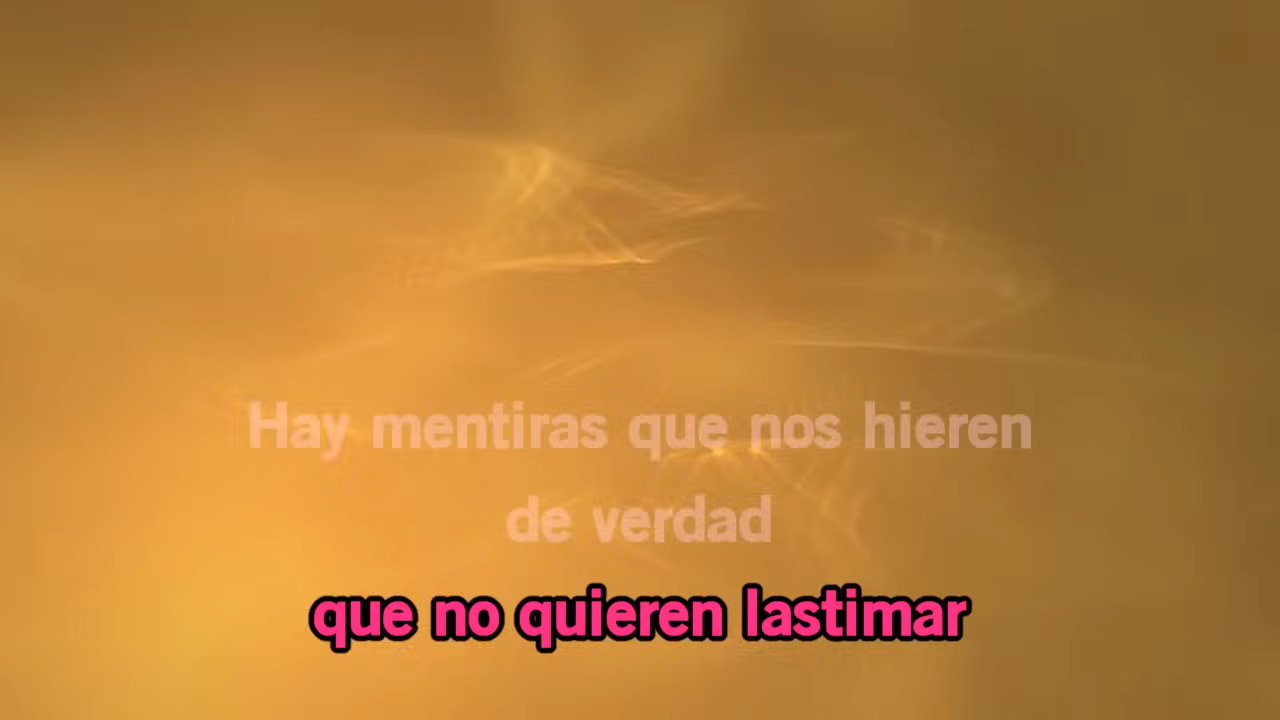 Hay mentiras que nos hieren
de verdad
que no quieren lastimar